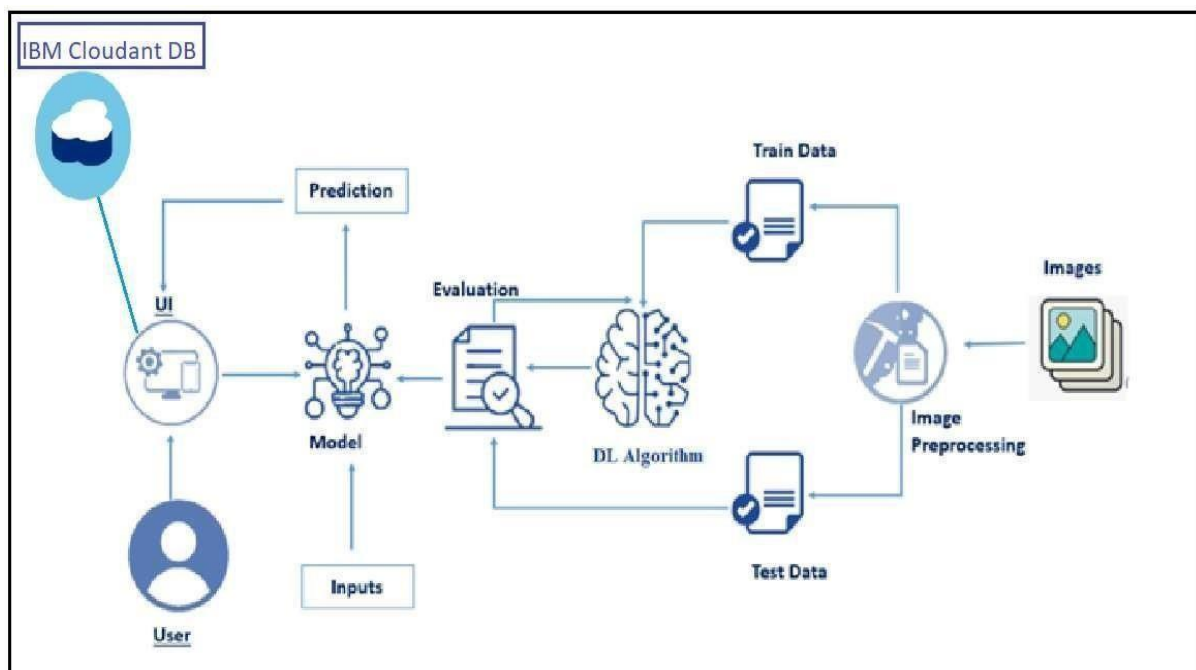 IBM Cloudant DB
Train Data
Prediction
Images
Evaluation
UI
Image
Preprocessing
Model
DL Algorithm
Test Data
Inputs
User